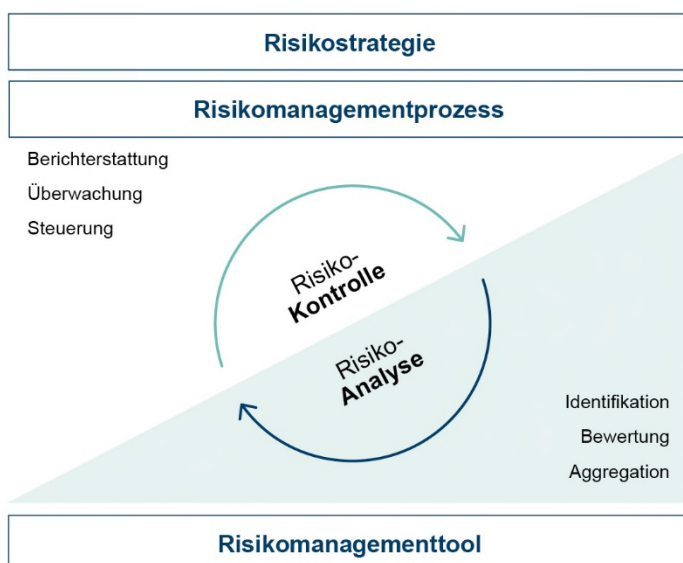 Risikostrategie
Risikomanagementprozess
Berichterstattung
Überwachung
Steuerung
Risiko-
Kontrolle
Risiko-
Analyse
Identifikation
Bewertung
Aggregation
Risikomanagementtool